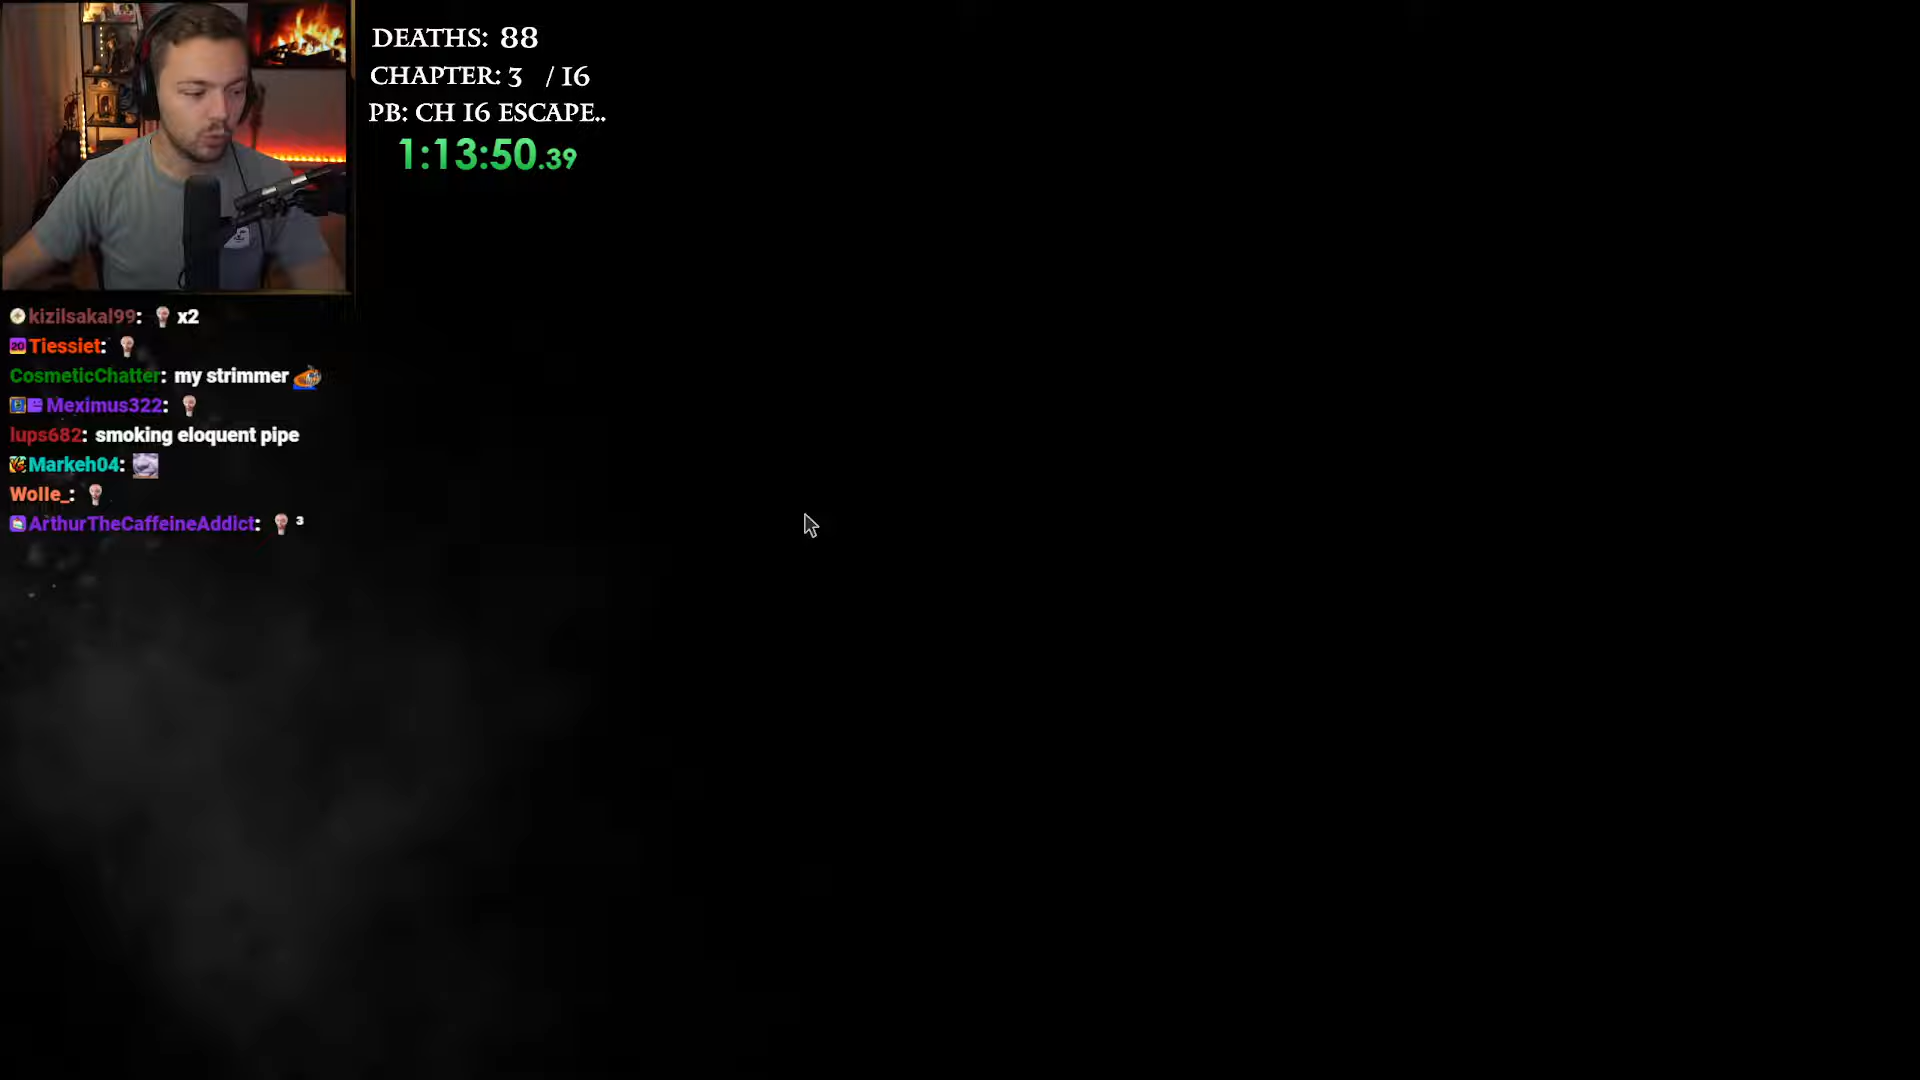 DEATHS: 88
CHAPTER: 3 / 16
PB: CH 16 ESCAPE..
1:13:50.39
kizilsakal99: x2
20 Tiessiet:
CosmeticChatter: my strimmer
Meximus322:
lups682: smoking eloquent pipe
Markeh04:
Wolle_:
ArthurTheCaffeineAddict: ³